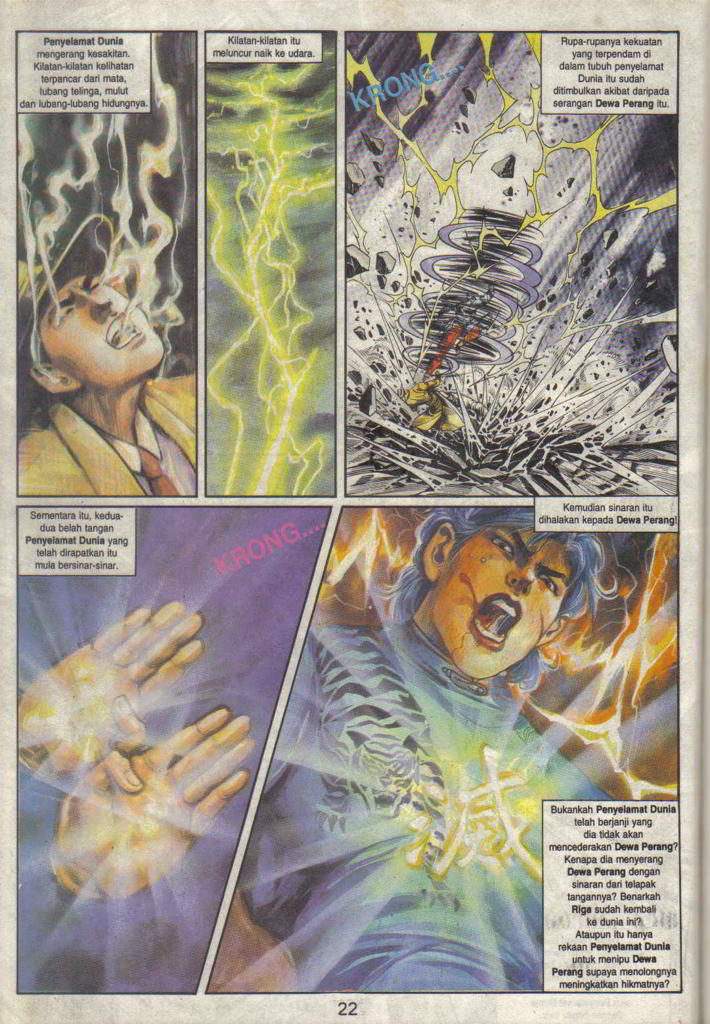 Penyelamat Dunia
mengerang kesakitan.
Kilatan-kilatan kelihatan
terpancar dari mata,
lubang telinga, mulut
dan lubang-lubang hidungnya.
Kilatan-kilatan itu
meluncur naik ke udara.
KRONG....
Rupa-rupanya kekuatan
yang terpendam di
dalam tubuh penyelamat
Dunia itu sudah
ditimbulkan akibat daripada
serangan Dewa Perang itu.
Sementara itu, kedua-
dua belah tangan
Penyelamat Dunia yang
telah dirapatkan itu
mula bersinar-sinar.
KRONG....
Kemudian sinaran itu
dihalakan kepada Dewa Perang!
滅
Bukankah Penyelamat Dunia
telah berjanji yang
dia tidak akan
mencederakan Dewa Perang?
Kenapa dia menyerang
Dewa Perang dengan
sinaran dari telapak
tangannya? Benarkah
Riga sudah kembali
ke dunia ini?
Ataupun itu hanya
rekaan Penyelamat Dunia
untuk menipu Dewa
Perang supaya menolongnya
meningkatkan hikmatnya?
22